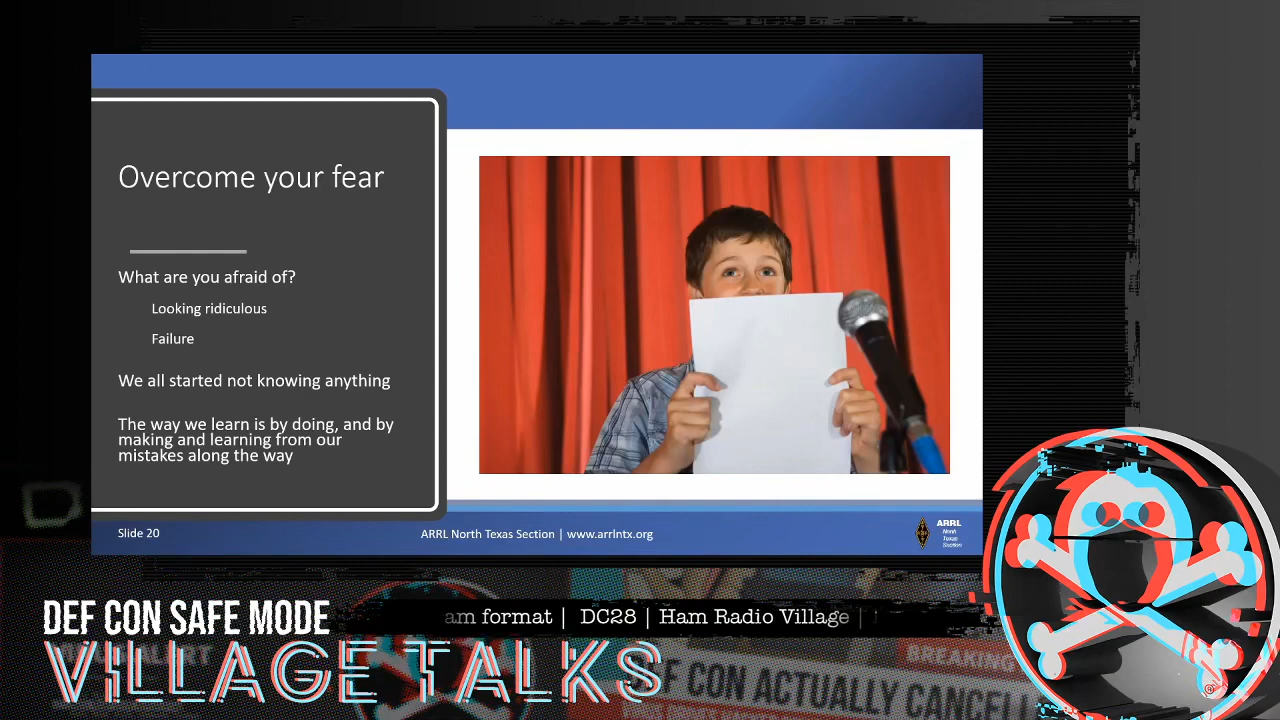 Overcome your fear
What are you afraid of?
Looking ridiculous
Failure
We all started not knowing anything
The way we learn is by doing, and by
making and learning from our
mistakes along the way
Slide 20
ARRL North Texas Section | www.arrlntx.org
ARRL
North
Texas
Section
DEF CON SAFE MODE
am format | DC28 | Ham Radio Village |
VILLAGE TALKS
BREAKING
EF CON ACTUALLY CANCELL